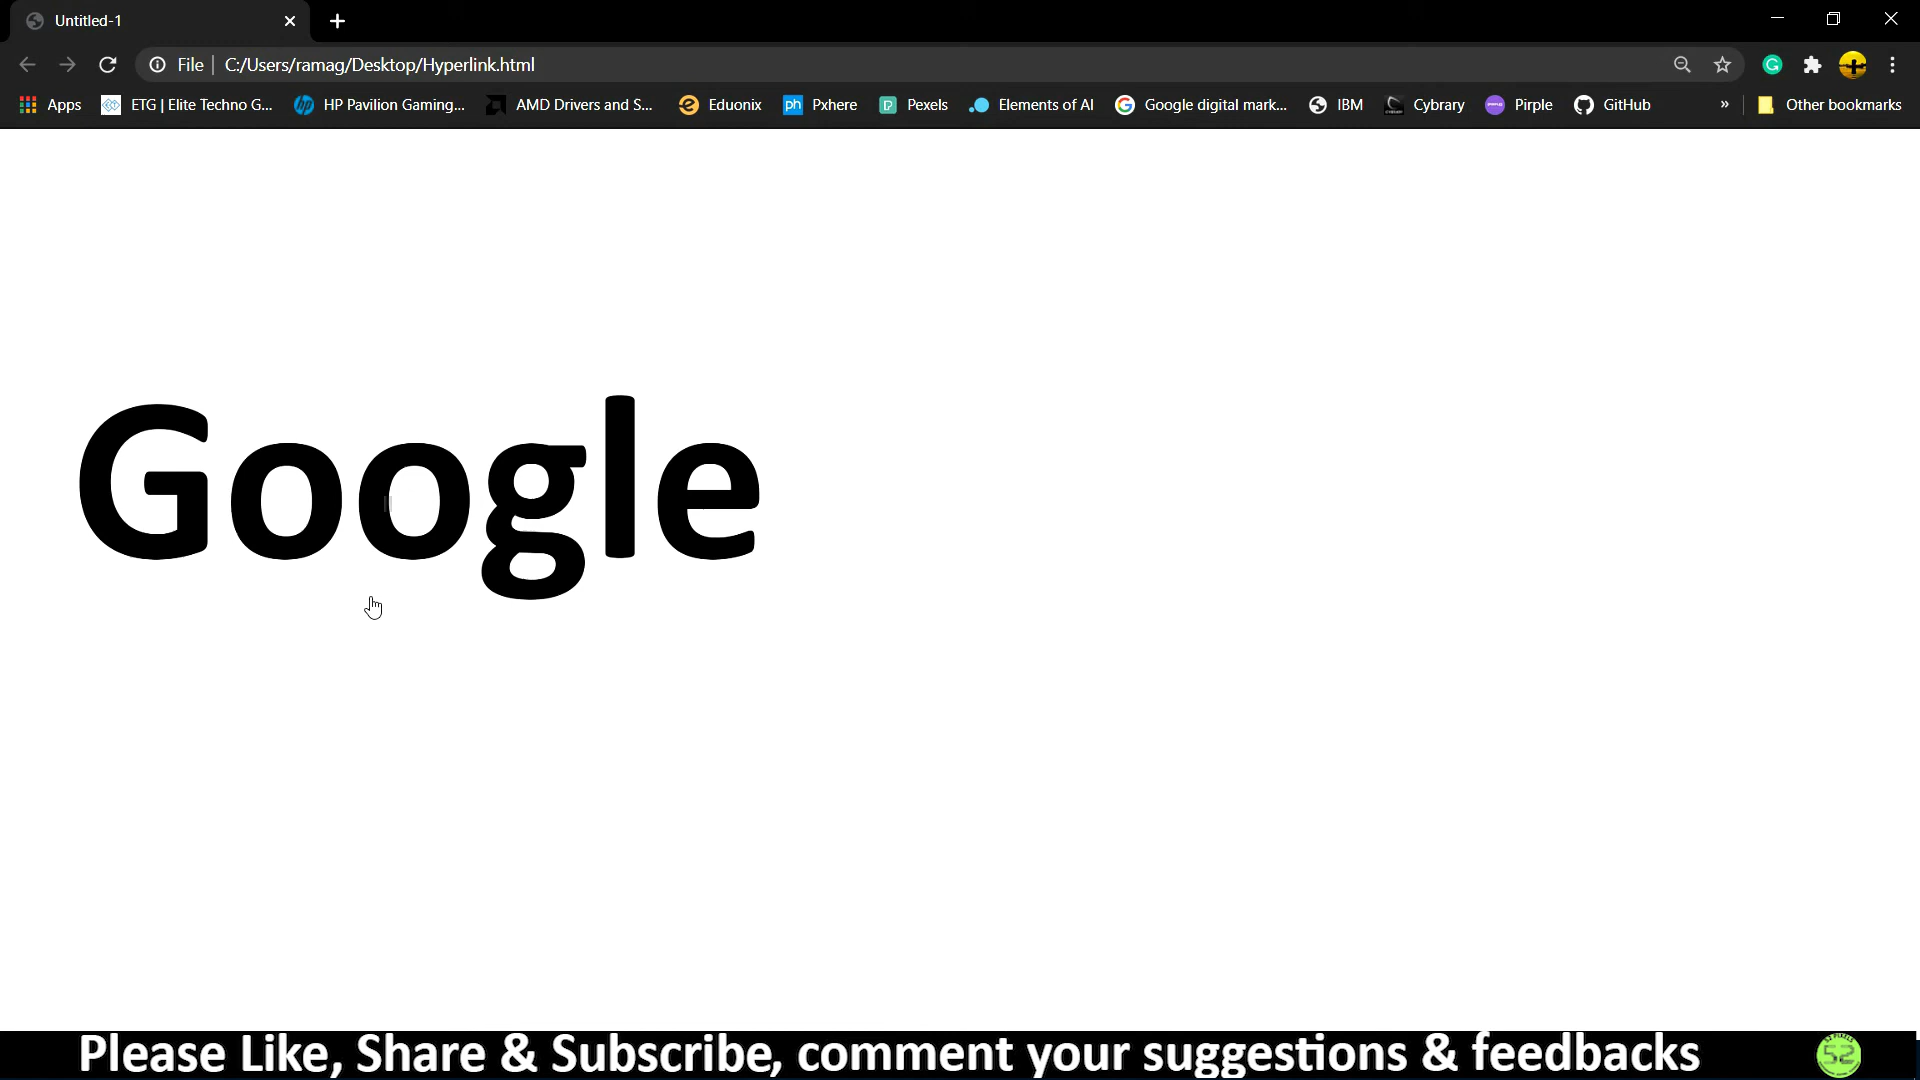 Untitled-1
File C:/Users/ramag/Desktop/Hyperlink.html
Apps ETG | Elite Techno G... HP Pavilion Gaming... AMD Drivers and S... Eduonix ph Pxhere Pexels Elements of AI Google digital mark... IBM Cybrary Pirple GitHub » Other bookmarks
Google
Please Like, Share & Subscribe, comment your suggestions & feedbacks 52